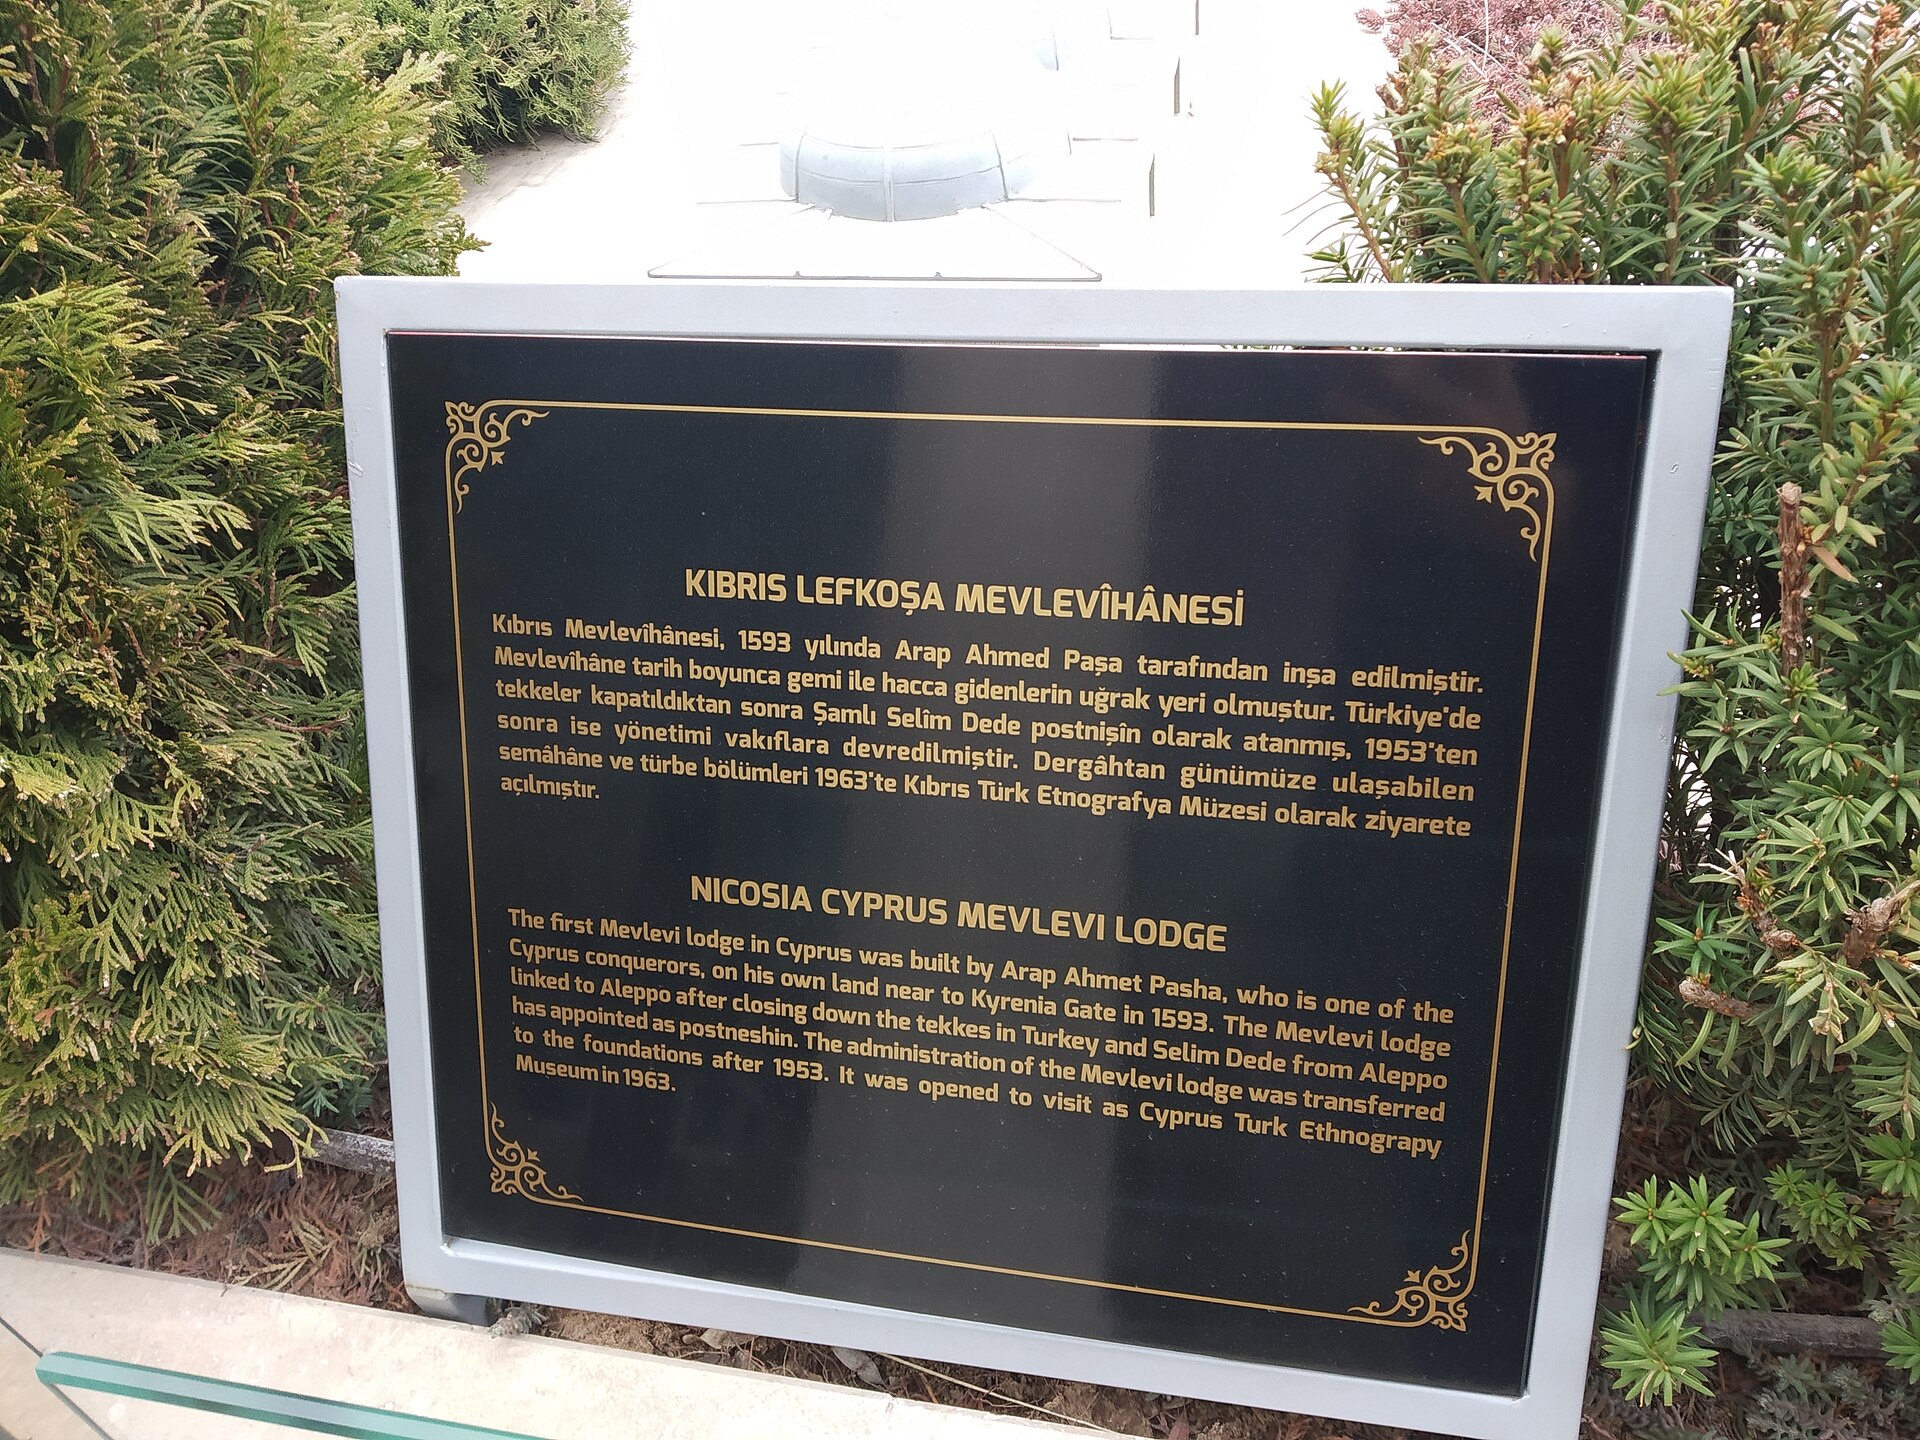 KIBRIS LEFKOŞA MEVLEVÎHÂNESİ
Kıbrıs Mevlevîhânesi, 1593 yılında Arap Ahmed Paşa tarafından inşa edilmiştir.
Mevlevîhâne tarih boyunca gemi ile hacca gidenlerin uğrak yeri olmuştur. Türkiye'de
tekkeler kapatıldıktan sonra Şamlı Selîm Dede postnişîn olarak atanmış, 1953'ten
sonra ise yönetimi vakıflara devredilmiştir. Dergâhtan günümüze ulaşabilen
semâhâne ve türbe bölümleri 1963'te Kıbrıs Türk Etnografya Müzesi olarak ziyarete
açılmıştır.
NICOSIA CYPRUS MEVLEVI LODGE
The first Mevlevi lodge in Cyprus was built by Arap Ahmet Pasha, who is one of the
Cyprus conquerors, on his own land near to Kyrenia Gate in 1593. The Mevlevi lodge
linked to Aleppo after closing down the tekkes in Turkey and Selim Dede from Aleppo
has appointed as postneshin. The administration of the Mevlevi lodge was transferred
to the foundations after 1953. It was opened to visit as Cyprus Turk Ethnograpy
Museum in 1963.